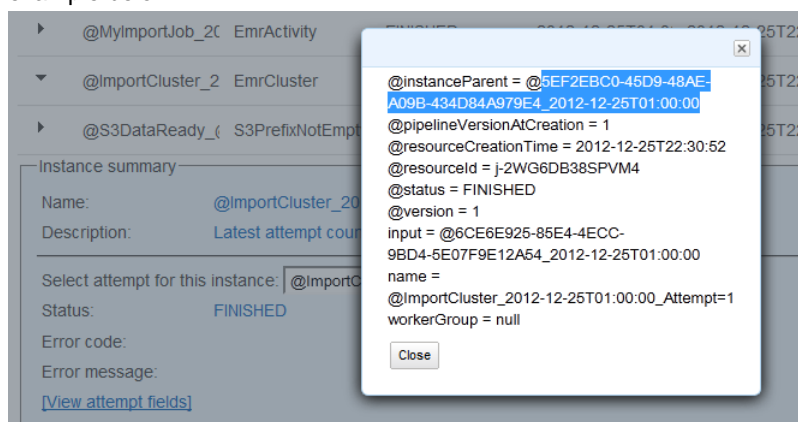 @MyImportJob_2 EmrActivity
@ImportCluster_2 EmrCluster
@S3DataReady_ S3PrefixNotEmpt
Instance summary
Name: @ImportCluster_20
Description: Latest attempt coun
Select attempt for this instance: @ImportC
Status: FINISHED
Error code:
Error message:
[View attempt fields]
@instanceParent = @5EF2EBC0-45D9-48AE-
A09B-434D84A979E4_2012-12-25T01:00:00
@pipelineVersionAtCreation = 1
@resourceCreationTime = 2012-12-25T22:30:52
@resourceId = j-2WG6DB38SPVM4
@status = FINISHED
@version = 1
input = @6CE6E925-85E4-4ECC-
9BD4-5E07F9E12A54_2012-12-25T01:00:00
name =
@ImportCluster_2012-12-25T01:00:00_Attempt=1
workerGroup = null
Close